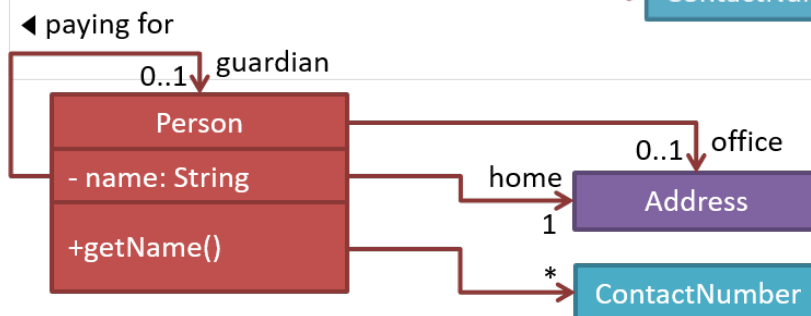 ◀ paying for
0..1 guardian
Person
0..1 office
- name: String
home
Address
1
+getName()
*
ContactNumber